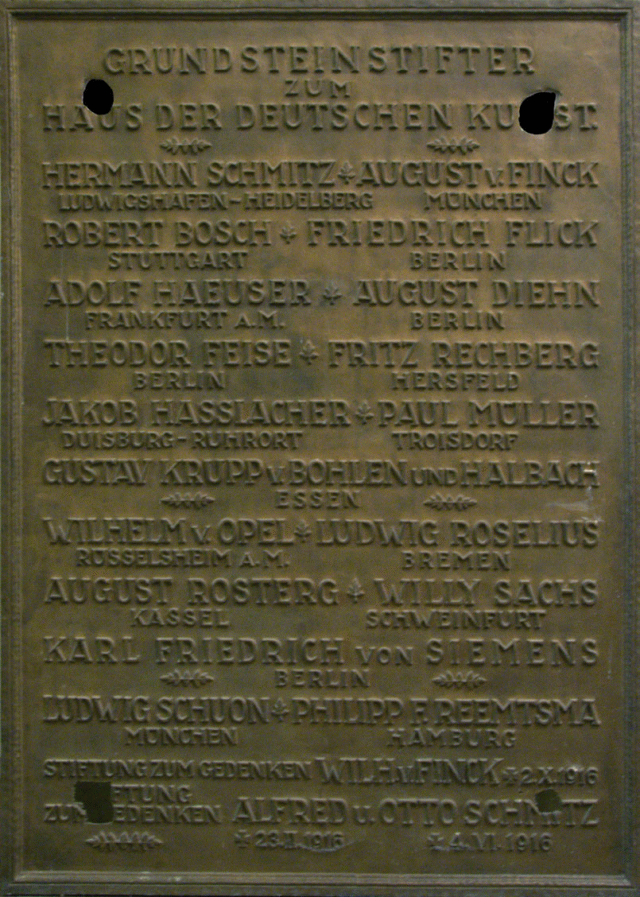 GRUNDSTEINSTIFTER
ZUM
HAUS DER DEUTSCHEN KUNST.
HERMANN SCHMITZ AUGUST V. FINCK
LUDWIGSHAFEN-HEIDELBERG MÜNCHEN
ROBERT BOSCH FRIEDRICH FLICK
STUTTGART BERLIN
ADOLF HAEUSER AUGUST DIEHN
FRANKFURT A.M. BERLIN
THEODOR FEISE FRITZ RECHBERG
BERLIN HERSFELD
JAKOB HASSLACHER PAUL MÜLLER
DUISBURG-RUHRORT TROISDORF
GUSTAV KRUPP V. BOHLEN UND HALBACH
ESSEN
WILHELM V. OPEL LUDWIG ROSELIUS
RÜSSELSHEIM A.M. BREMEN
AUGUST ROSTERG WILLY SACHS
KASSEL SCHWEINFURT
KARL FRIEDRICH VON SIEMENS
BERLIN
LUDWIG SCHUON PHILIPP F. REEMTSMA
MÜNCHEN HAMBURG
STIFTUNG ZUM GEDENKEN WILH. V. FINCK ✠ 2.X.1916
STIFTUNG
ZUM GEDENKEN ALFRED U. OTTO SCHMITZ
✠ 23.II.1916 ✠ 4.VI.1916